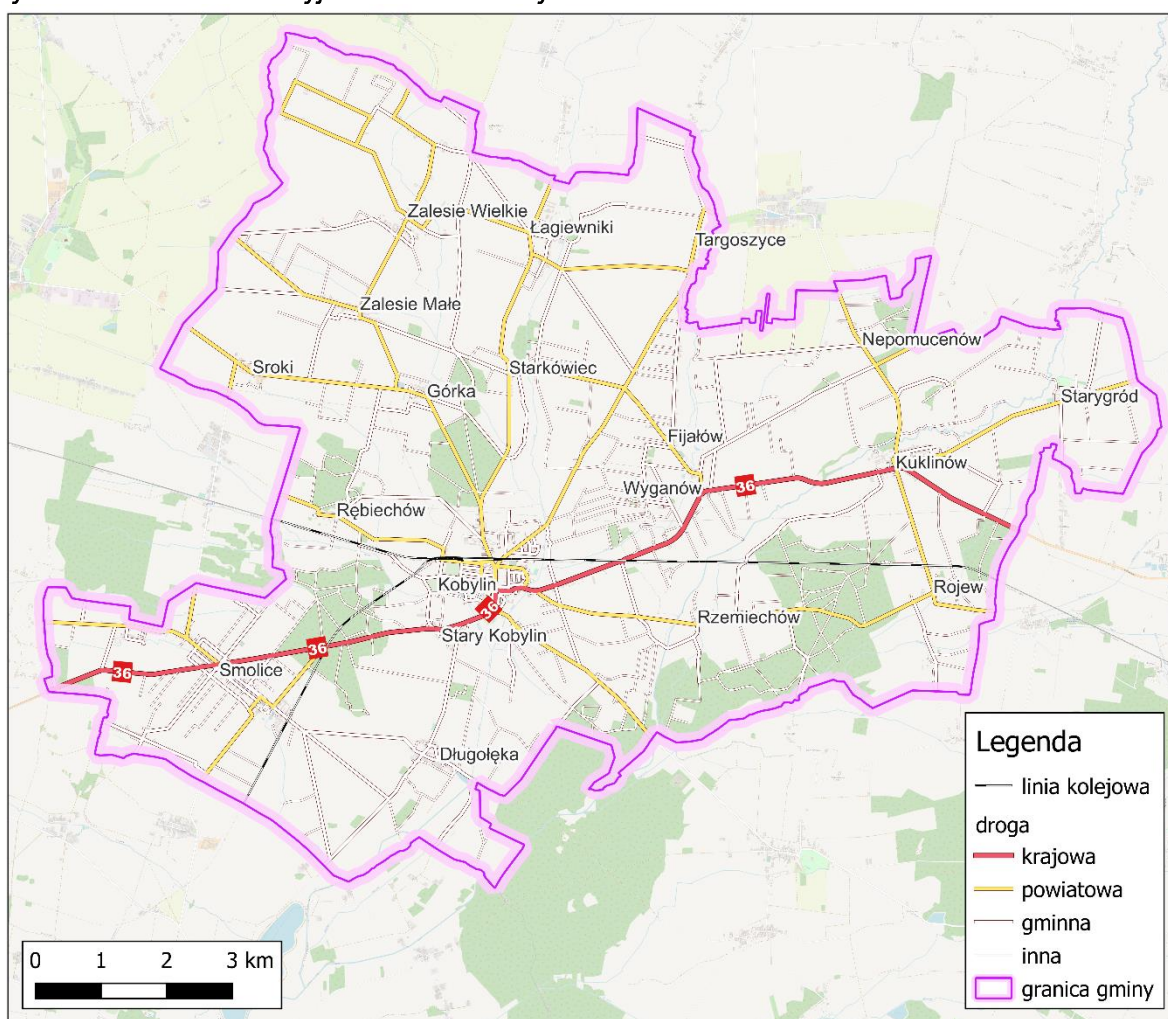 Zalesie Wielkie
Łagiewniki
Targoszyce
Zalesie Małe
Nepomucenów
Sroki
Starkówiec
Górka
Starygród
Fijałów
Kuklinów
Wyganów
36
Rębiechów
Kobylin
Rojew
36
Rzemiechów
Stary Kobylin
36
Smolice
36
Długołęka
Legenda
linia kolejowa
droga
krajowa
powiatowa
gminna
inna
granica gminy
0 1 2 3 km